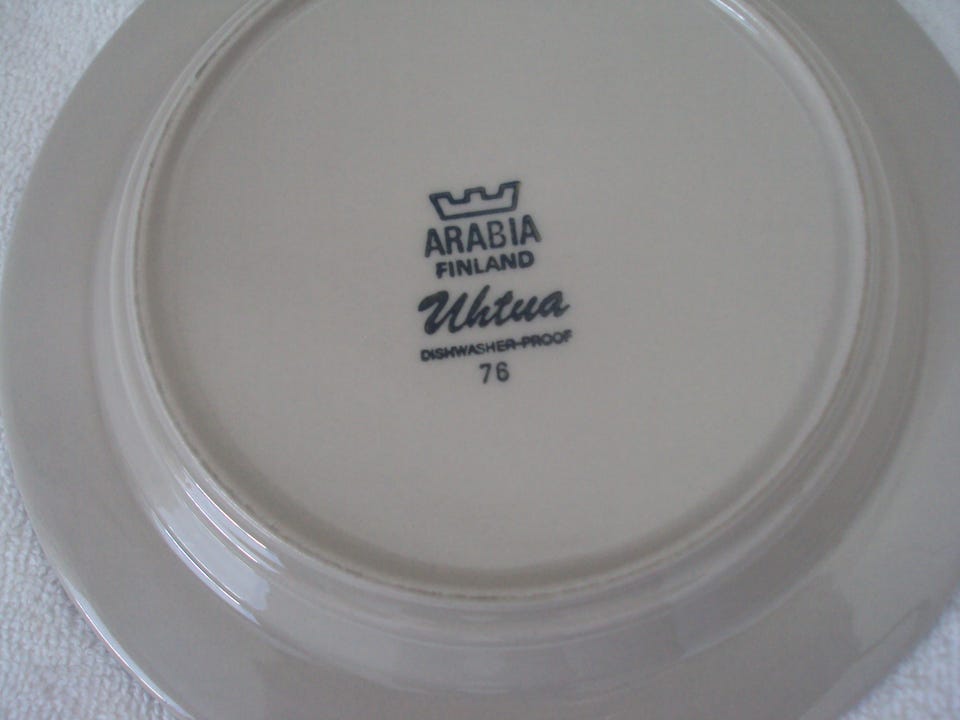 ARABIA
FINLAND
Uhtua
DISHWASHER-PROOF
76